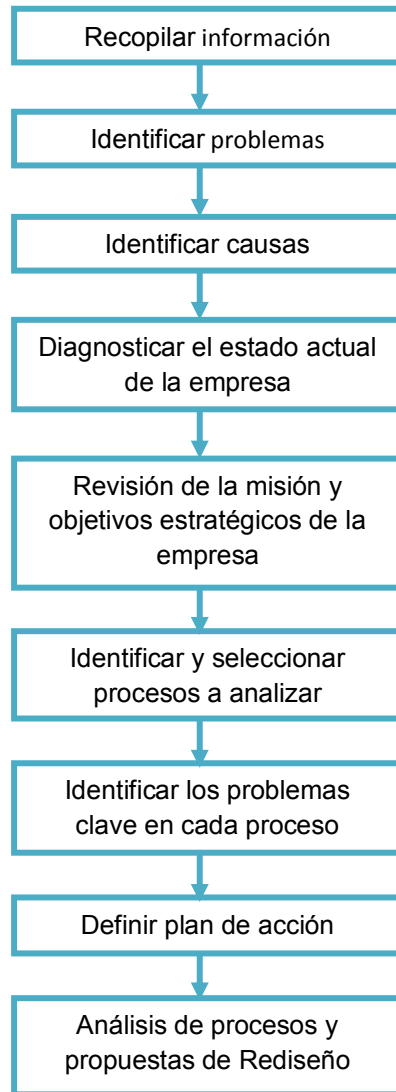 Recopilar información
Identificar problemas
Identificar causas
Diagnosticar el estado actual
de la empresa
Revisión de la misión y
objetivos estratégicos de la
empresa
Identificar y seleccionar
procesos a analizar
Identificar los problemas
clave en cada proceso
Definir plan de acción
Análisis de procesos y
propuestas de Rediseño